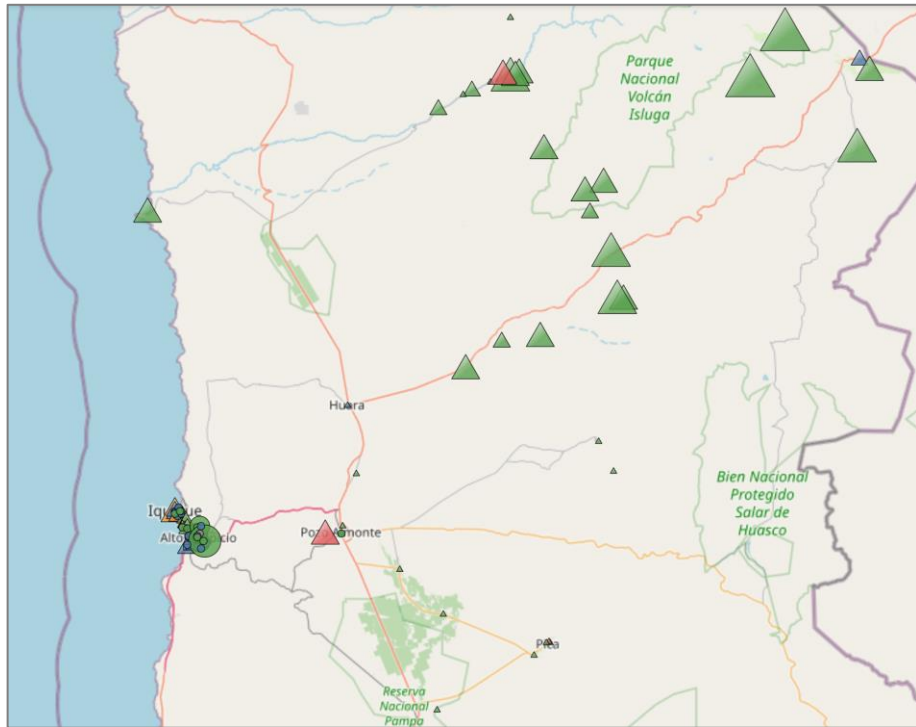 Parque
Nacional
Volcán
Isluga
Huara
Bien Nacional
Protegido
Salar de
Huasco
Iquique
Alto Hospicio
Pozo Almonte
Pica
Reserva
Nacional
Pampa